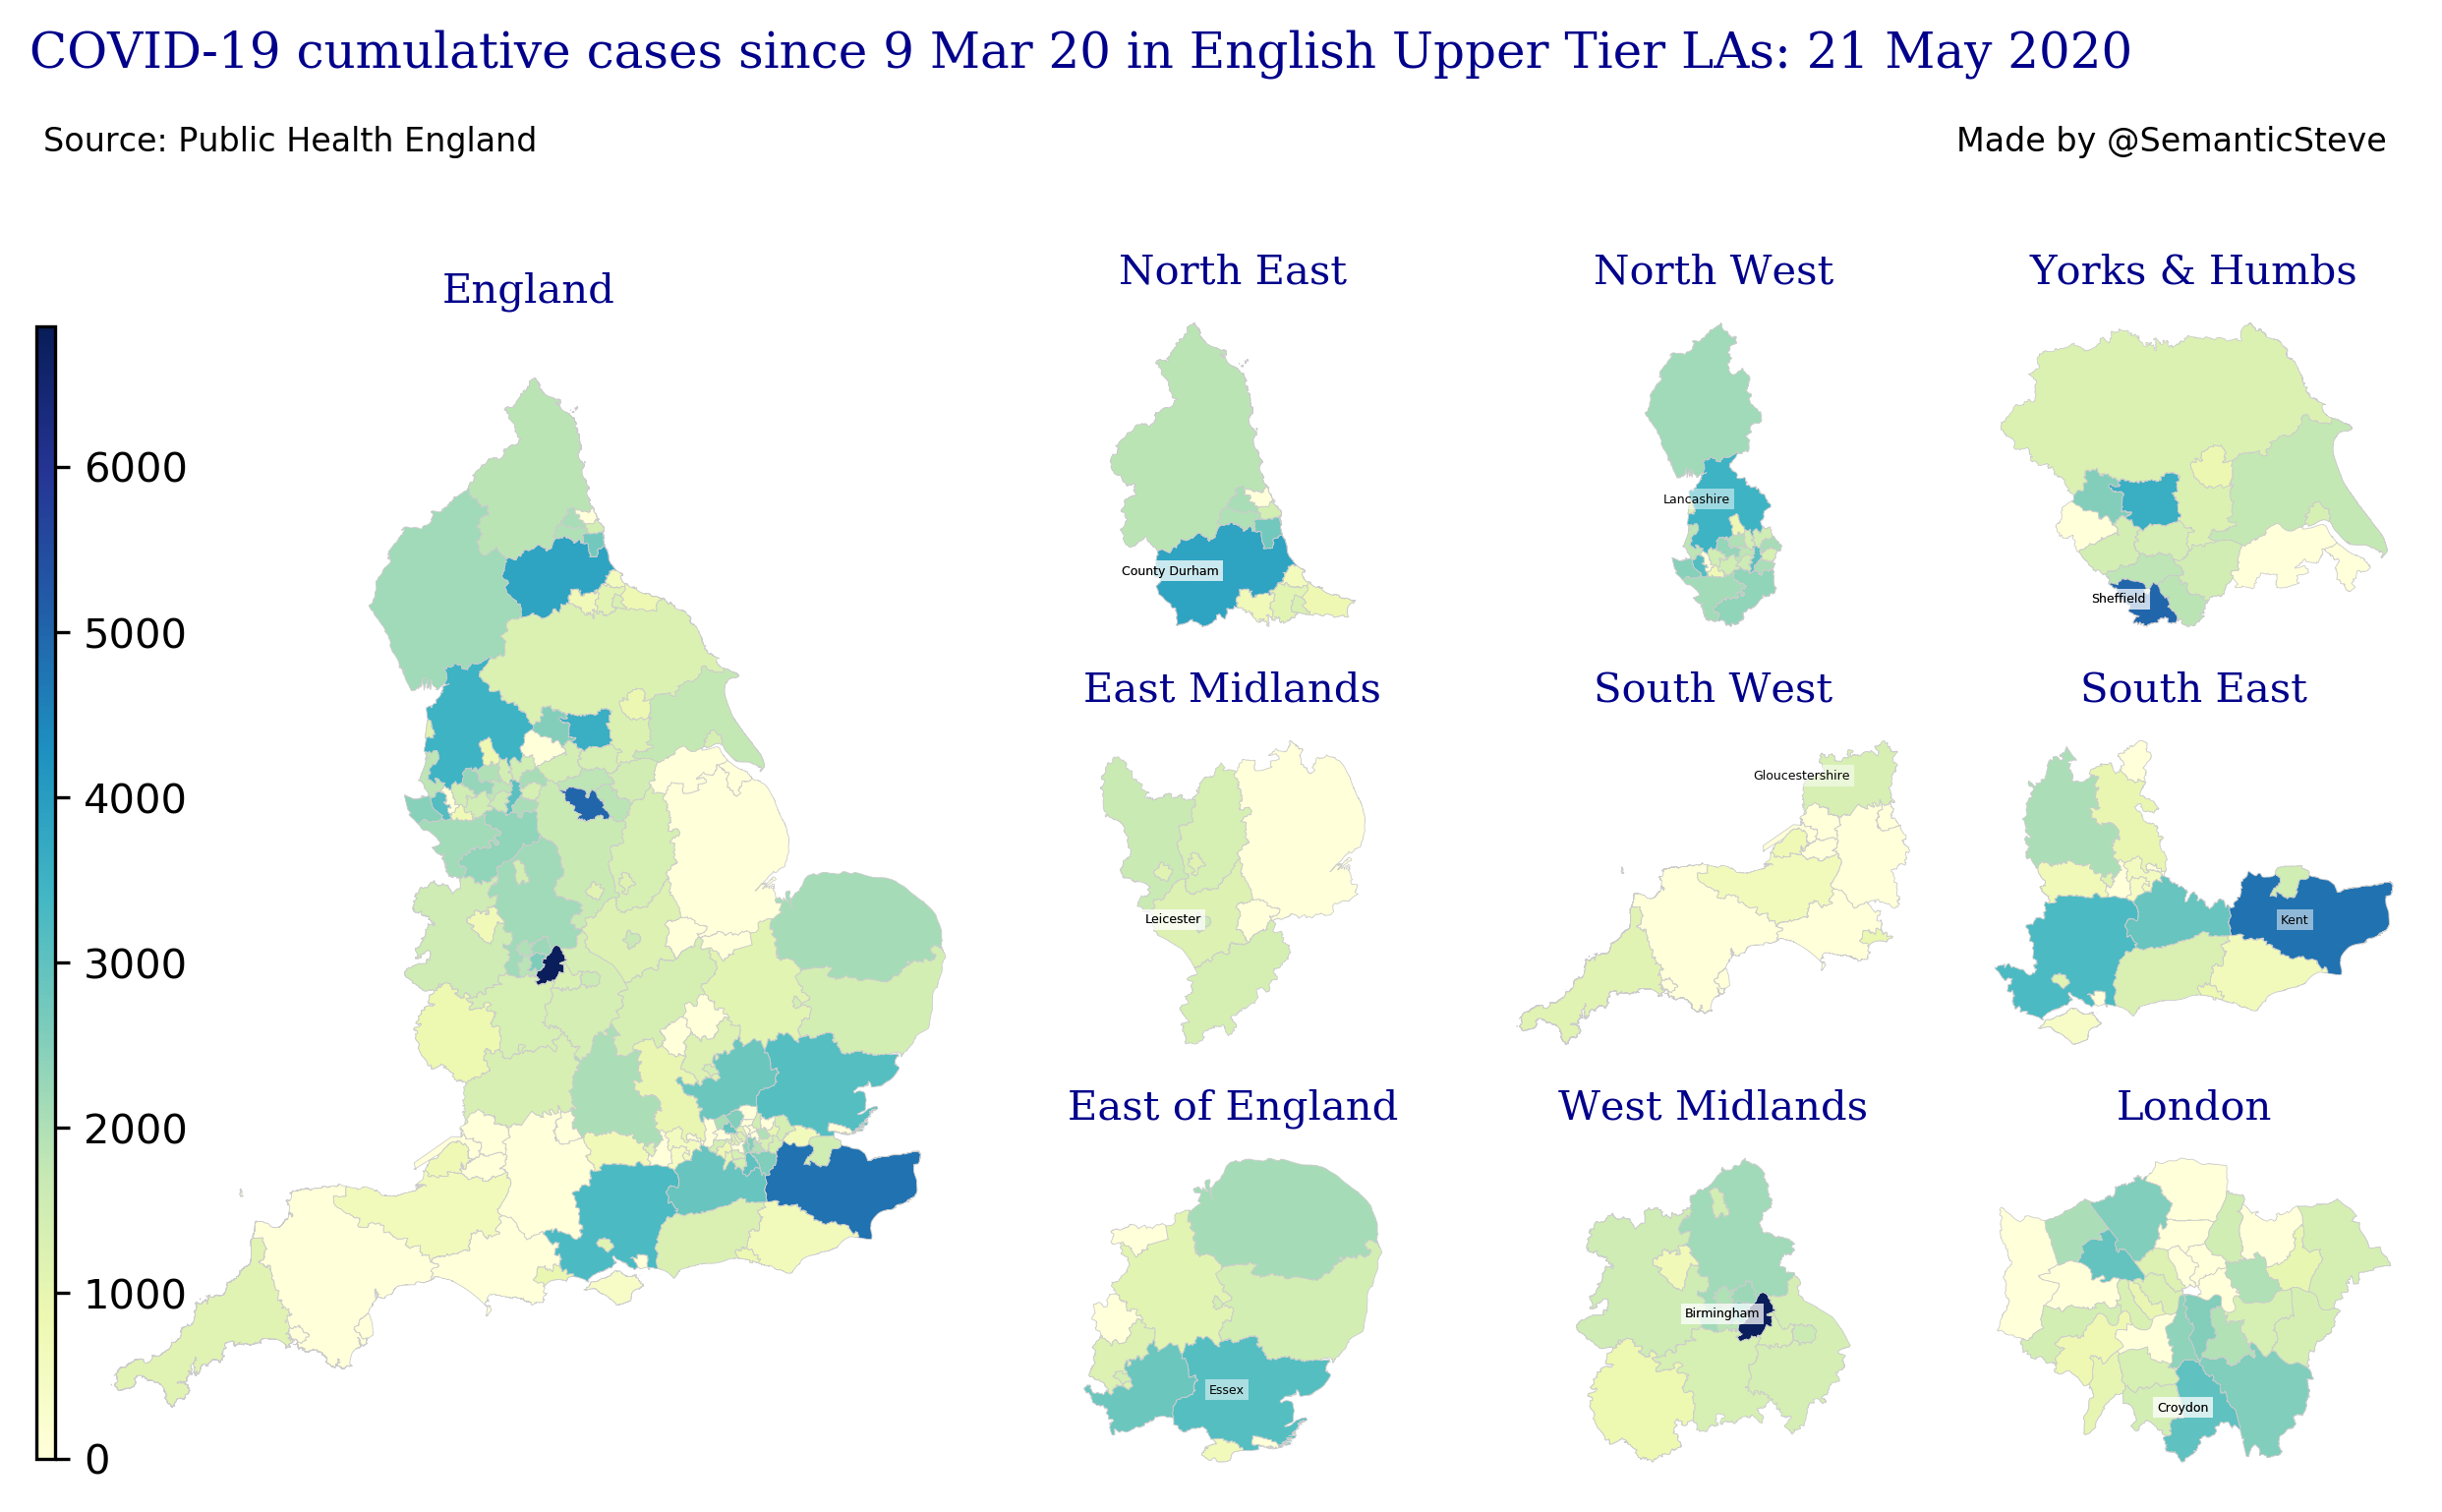 COVID-19 cumulative cases since 9 Mar 20 in English Upper Tier LAs: 21 May 2020
Source: Public Health England
Made by @SemanticSteve
England
6000
5000
4000
3000
2000
1000
0
North East
County Durham
North West
Lancashire
Yorks & Humbs
Sheffield
East Midlands
Leicester
South West
Gloucestershire
South East
Kent
East of England
Essex
West Midlands
Birmingham
London
Croydon